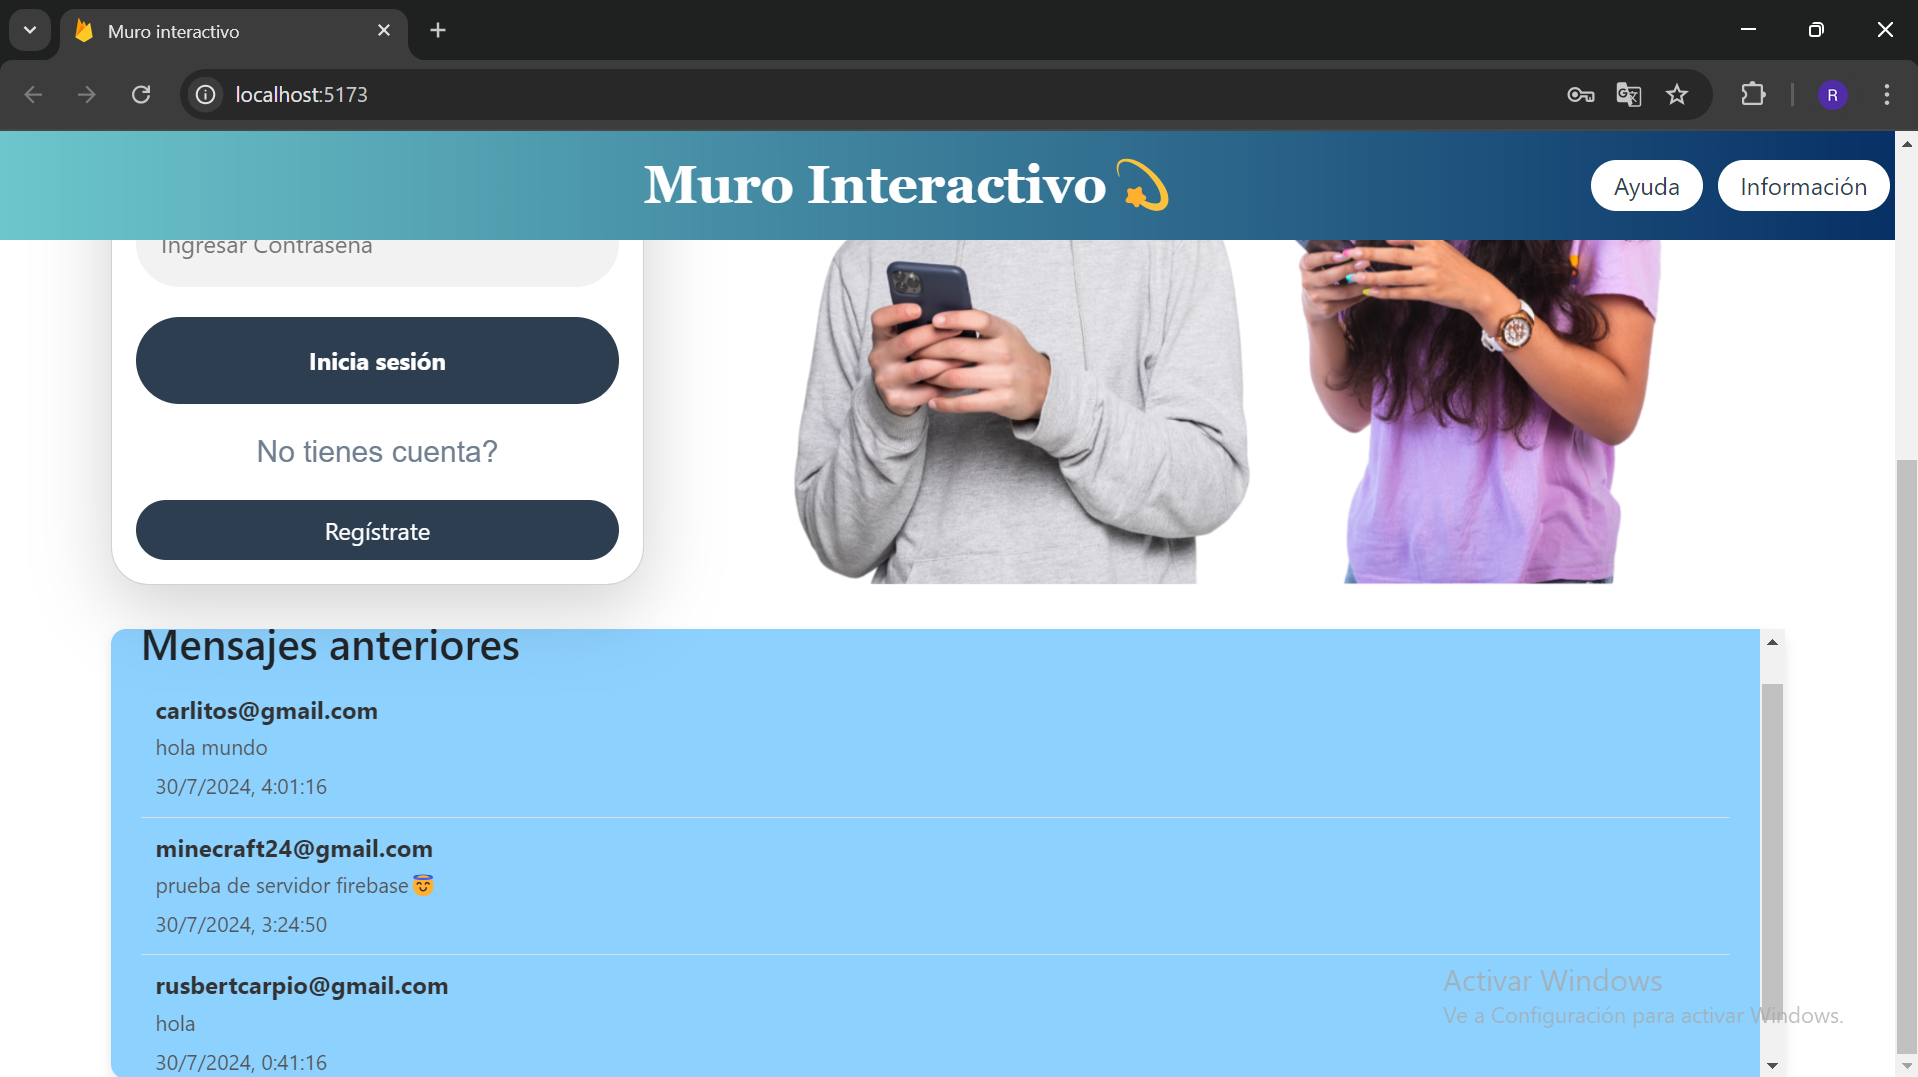 Muro interactivo
localhost:5173
R
Muro Interactivo 💫
Ayuda
Información
Ingresar Contraseña
Inicia sesión
No tienes cuenta?
Regístrate
Mensajes anteriores
carlitos@gmail.com
hola mundo
30/7/2024, 4:01:16
minecraft24@gmail.com
prueba de servidor firebase😇
30/7/2024, 3:24:50
rusbertcarpio@gmail.com
hola
30/7/2024, 0:41:16
Activar Windows
Ve a Configuración para activar Windows.